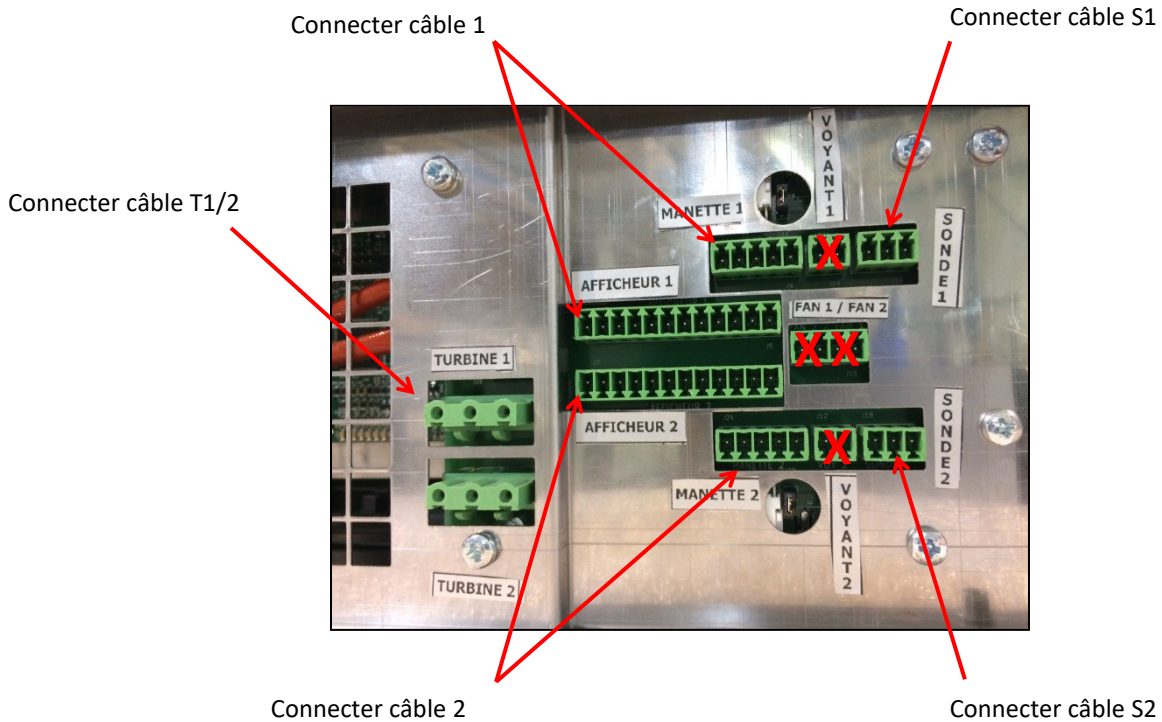 Connecter câble 1
Connecter câble S1
Connecter câble T1/2
VOYANT1
MANETTE 1
SONDE1
AFFICHEUR 1
FAN 1 / FAN 2
X
X X
TURBINE 1
AFFICHEUR 2
SONDE2
X
MANETTE 2
VOYANT2
TURBINE 2
Connecter câble 2
Connecter câble S2